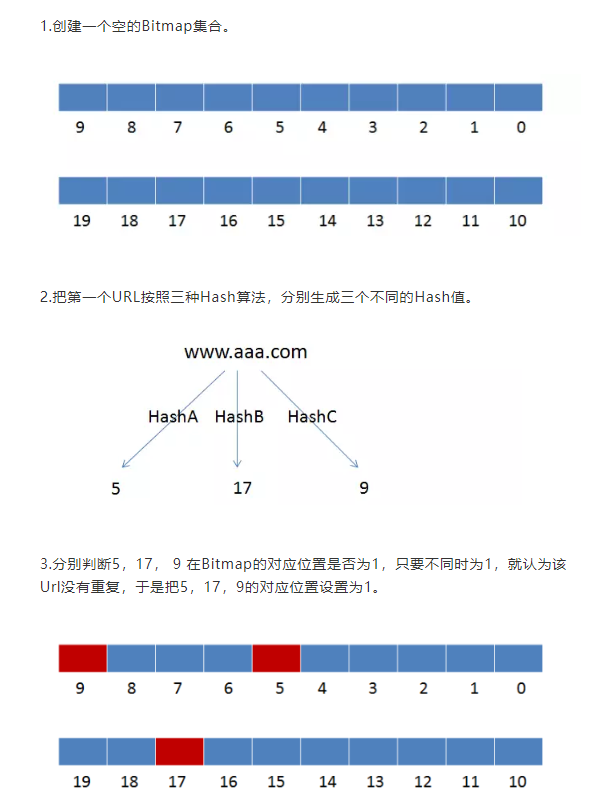 1.创建一个空的Bitmap集合。
9 8 7 6 5 4 3 2 1 0
19 18 17 16 15 14 13 12 11 10
2.把第一个URL按照三种Hash算法，分别生成三个不同的Hash值。
www.aaa.com
HashA HashB HashC
5 17 9
3.分别判断5，17， 9 在Bitmap的对应位置是否为1，只要不同时为1，就认为该
Url没有重复，于是把5，17，9的对应位置设置为1。
9 8 7 6 5 4 3 2 1 0
19 18 17 16 15 14 13 12 11 10